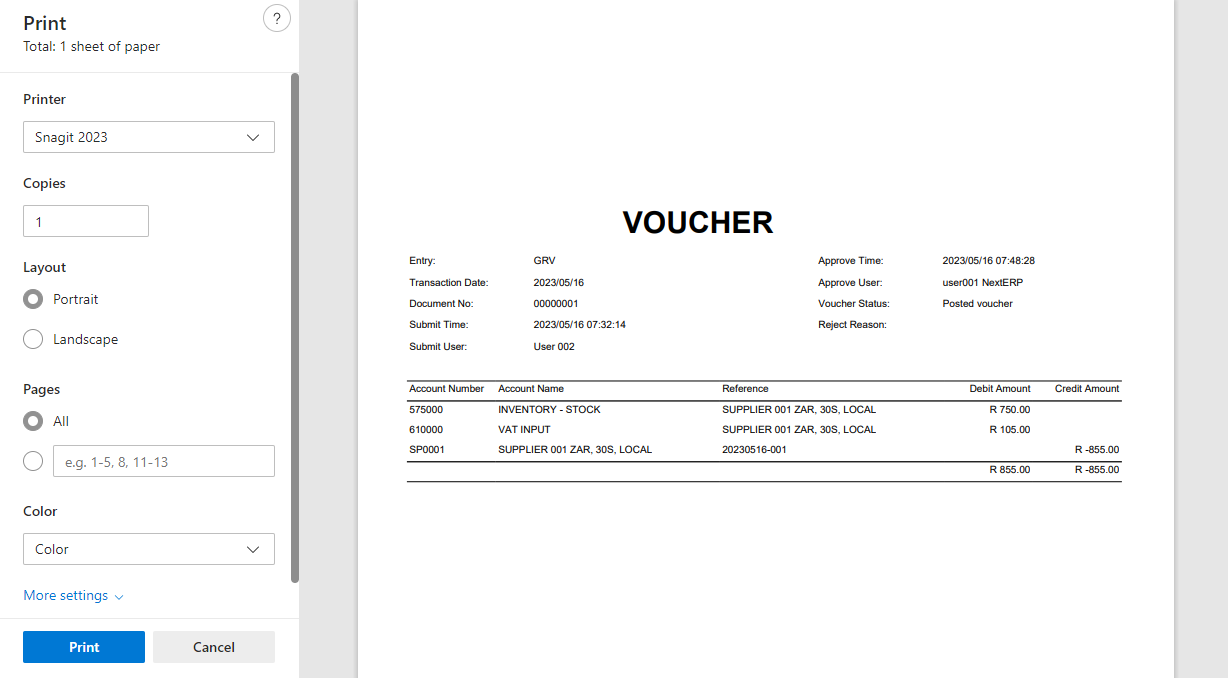 Print
?
Total: 1 sheet of paper
Printer
Snagit 2023
Copies
1
Layout
Portrait
Landscape
Pages
All
e.g. 1-5, 8, 11-13
Color
Color
More settings
Print Cancel
VOUCHER
Entry: GRV Approve Time: 2023/05/16 07:48:28
Transaction Date: 2023/05/16 Approve User: user001 NextERP
Document No: 00000001 Voucher Status: Posted voucher
Submit Time: 2023/05/16 07:32:14 Reject Reason:
Submit User: User 002
Account Number Account Name Reference Debit Amount Credit Amount
575000 INVENTORY - STOCK SUPPLIER 001 ZAR, 30S, LOCAL R 750.00
610000 VAT INPUT SUPPLIER 001 ZAR, 30S, LOCAL R 105.00
SP0001 SUPPLIER 001 ZAR, 30S, LOCAL 20230516-001 R -855.00
R 855.00 R -855.00